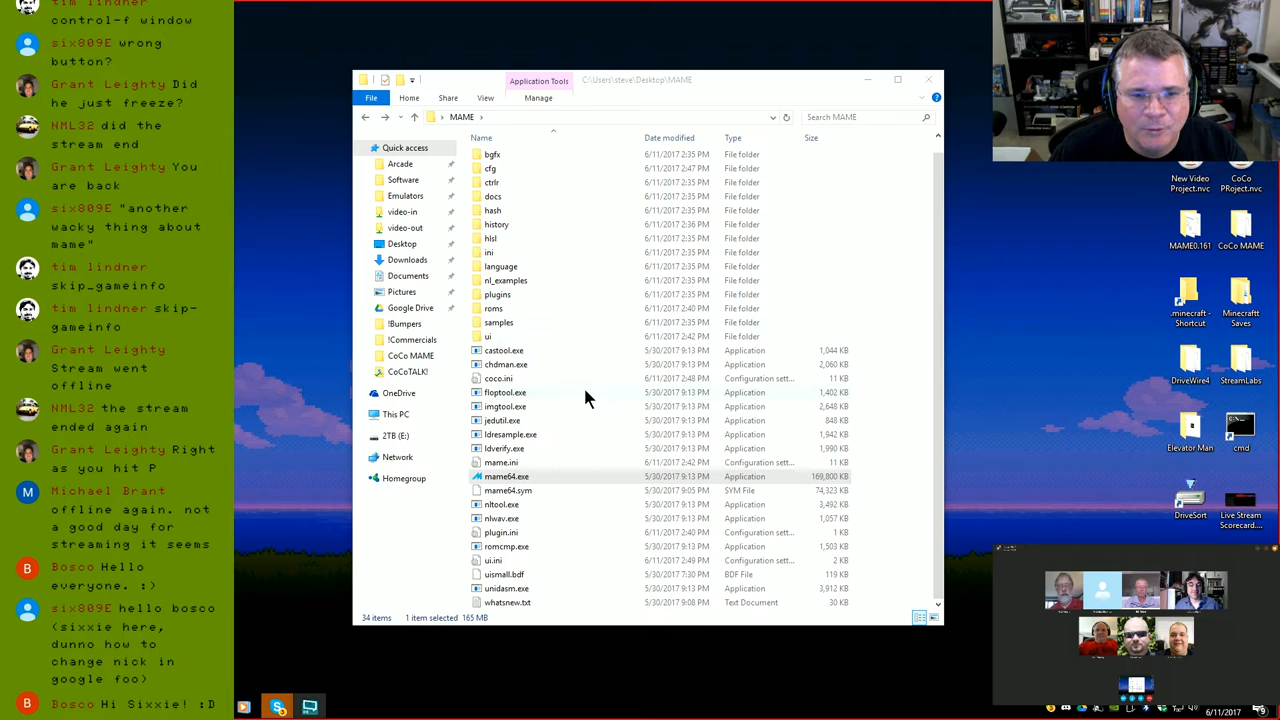 tim lindner
control-f window
six809E wrong
button?
Grant Leighty Did
he just freeze?
NML32 did the
stream end
Grant Leighty You
are back
six809E "another
wacky thing about
mame"
tim lindner
skip_gameinfo
tim lindner skip-
gameinfo
Grant Leighty
Stream went
offline
NML32 the stream
ended again
Grant Leighty Right
as you hit P
Michael Brant
offline again. not
a good day for
streaming it seems
Bosco Hello
everyone. :)
six809E hello bosco
(sixxie here,
dunno how to
change nick in
google foo)
Bosco Hi Sixxie! :D
Application Tools
C:\Users\steve\Desktop\MAME
File Home Share View Manage
MAME
Search MAME
Quick access
Arcade
Software
Emulators
video-in
video-out
Desktop
Downloads
Documents
Pictures
Google Drive
!Bumpers
!Commercials
CoCo MAME
CoCoTALK!
OneDrive
This PC
2TB (E:)
Network
Homegroup
Name Date modified Type Size
bgfx 6/11/2017 2:35 PM File folder
cfg 6/11/2017 2:47 PM File folder
ctrlr 6/11/2017 2:35 PM File folder
docs 6/11/2017 2:35 PM File folder
hash 6/11/2017 2:35 PM File folder
history 6/11/2017 2:36 PM File folder
hlsl 6/11/2017 2:35 PM File folder
ini 6/11/2017 2:35 PM File folder
language 6/11/2017 2:35 PM File folder
nl_examples 6/11/2017 2:35 PM File folder
plugins 6/11/2017 2:35 PM File folder
roms 6/11/2017 2:40 PM File folder
samples 6/11/2017 2:35 PM File folder
ui 6/11/2017 2:42 PM File folder
castool.exe 5/30/2017 9:13 PM Application 1,044 KB
chdman.exe 5/30/2017 9:13 PM Application 2,060 KB
coco.ini 6/11/2017 2:48 PM Configuration sett... 11 KB
floptool.exe 5/30/2017 9:13 PM Application 1,402 KB
imgtool.exe 5/30/2017 9:13 PM Application 2,648 KB
jedutil.exe 5/30/2017 9:13 PM Application 848 KB
ldresample.exe 5/30/2017 9:13 PM Application 1,942 KB
ldverify.exe 5/30/2017 9:13 PM Application 1,990 KB
mame.ini 6/11/2017 2:42 PM Configuration sett... 11 KB
mame64.exe 5/30/2017 9:13 PM Application 169,800 KB
mame64.sym 5/30/2017 9:05 PM SYM File 74,323 KB
nltool.exe 5/30/2017 9:13 PM Application 3,492 KB
nlwav.exe 5/30/2017 9:13 PM Application 1,057 KB
plugin.ini 6/11/2017 2:40 PM Configuration sett... 1 KB
romcmp.exe 5/30/2017 9:13 PM Application 1,503 KB
ui.ini 6/11/2017 2:49 PM Configuration sett... 2 KB
uismall.bdf 5/30/2017 7:30 PM BDF File 119 KB
unidasm.exe 5/30/2017 9:13 PM Application 3,912 KB
whatsnew.txt 5/30/2017 9:08 PM Text Document 30 KB
34 items 1 item selected 165 MB
New Video
Project.nvc
CoCo
PRoject.nvc
MAME0.161
CoCo MAME
.minecraft -
Shortcut
Minecraftt
Saves
DriveWire4
StreamLabs
Elevator Man
cmd
DriveSort
Live Stream
Scorecard....
6/11/2017